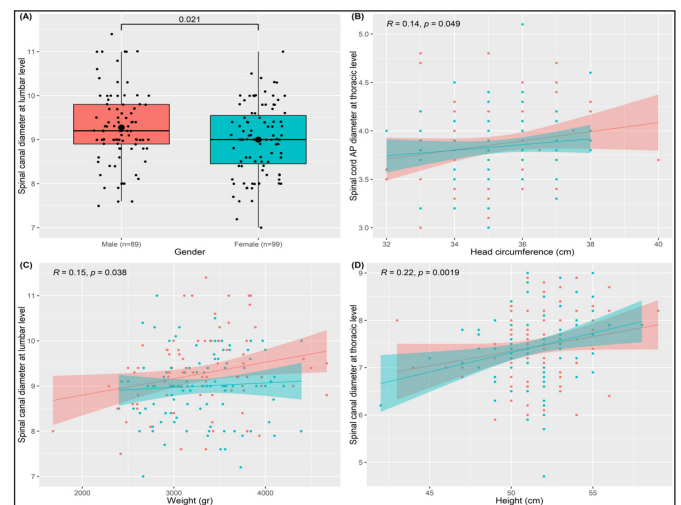 (A)
0.021
Spinal canal diameter at lumbar level
11
10
9
8
7
Male (n=89)
Female (n=99)
Gender
(B)
R = 0.14, p = 0.049
Spinal cord AP diameter at thoracic level
5.0
4.5
4.0
3.5
3.0
32
34
36
38
40
Head circumference (cm)
(C)
R = 0.15, p = 0.038
Spinal canal diameter at lumbar level
11
10
9
8
7
2000
3000
4000
Weight (gr)
(D)
R = 0.22, p = 0.0019
Spinal canal diameter at thoracic level
9
8
7
6
5
45
50
55
Height (cm)